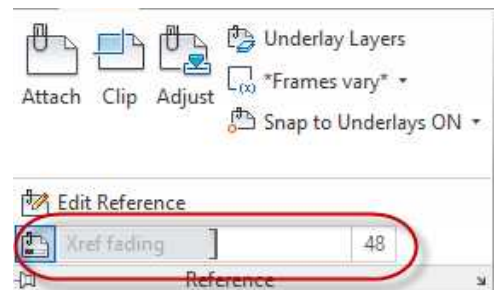 Attach Clip Adjust
Underlay Layers
*Frames vary*
Snap to Underlays ON
Edit Reference
Xref fading 48
Reference